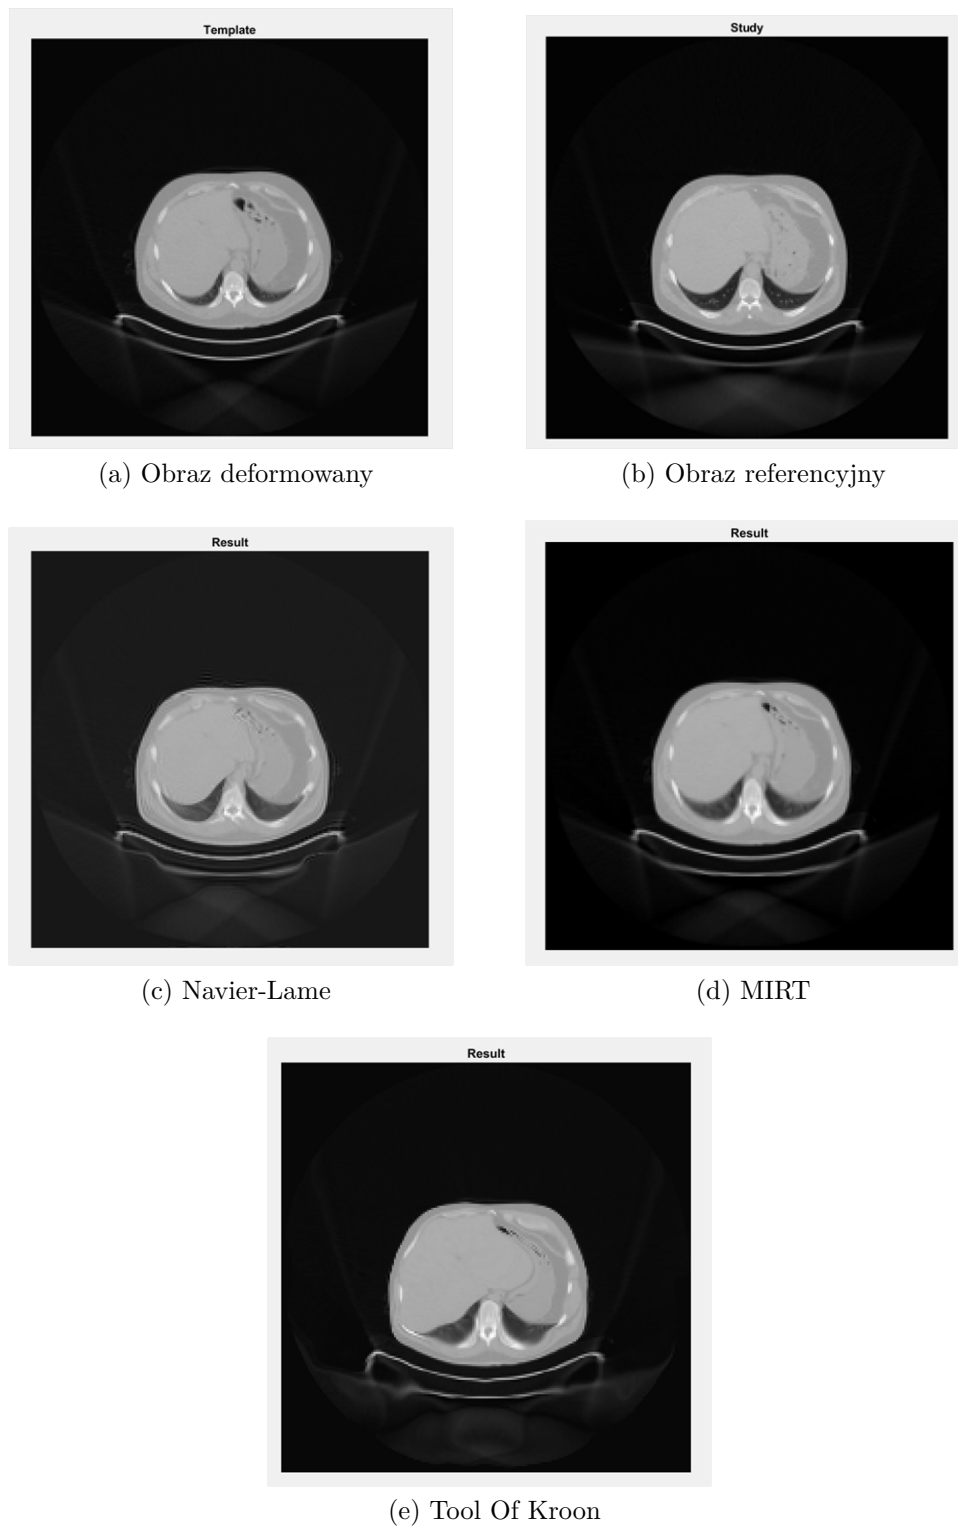 Template
Study
(a) Obraz deformowany
(b) Obraz referencyjny
Result
Result
(c) Navier-Lame
(d) MIRT
Result
(e) Tool Of Kroon